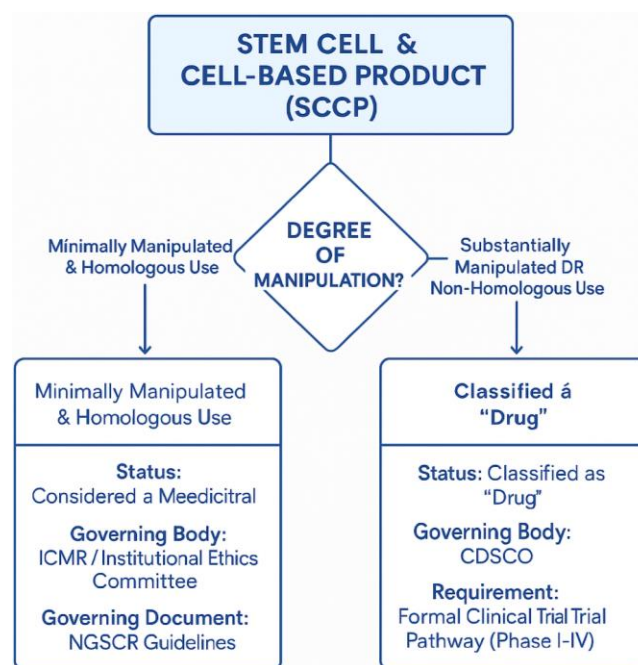 STEM CELL &
CELL-BASED PRODUCT
(SCCP)
DEGREE
OF
MANIPULATION?
Mínimally Manipulated
& Homologous Use
Substantially
Manipulated DR
Non-Homologous Use
Minimally Manipulated
& Homologous Use
Status:
Considered a Meedicitral
Governing Body:
ICMR / Institutional Ethics
Committee
Governing Document:
NGSCR Guidelines
Classified á
"Drug"
Status: Classified as
"Drug"
Governing Body:
CDSCO
Requirement:
Formal Clinical Trial Trial
Pathway (Phase I-IV)